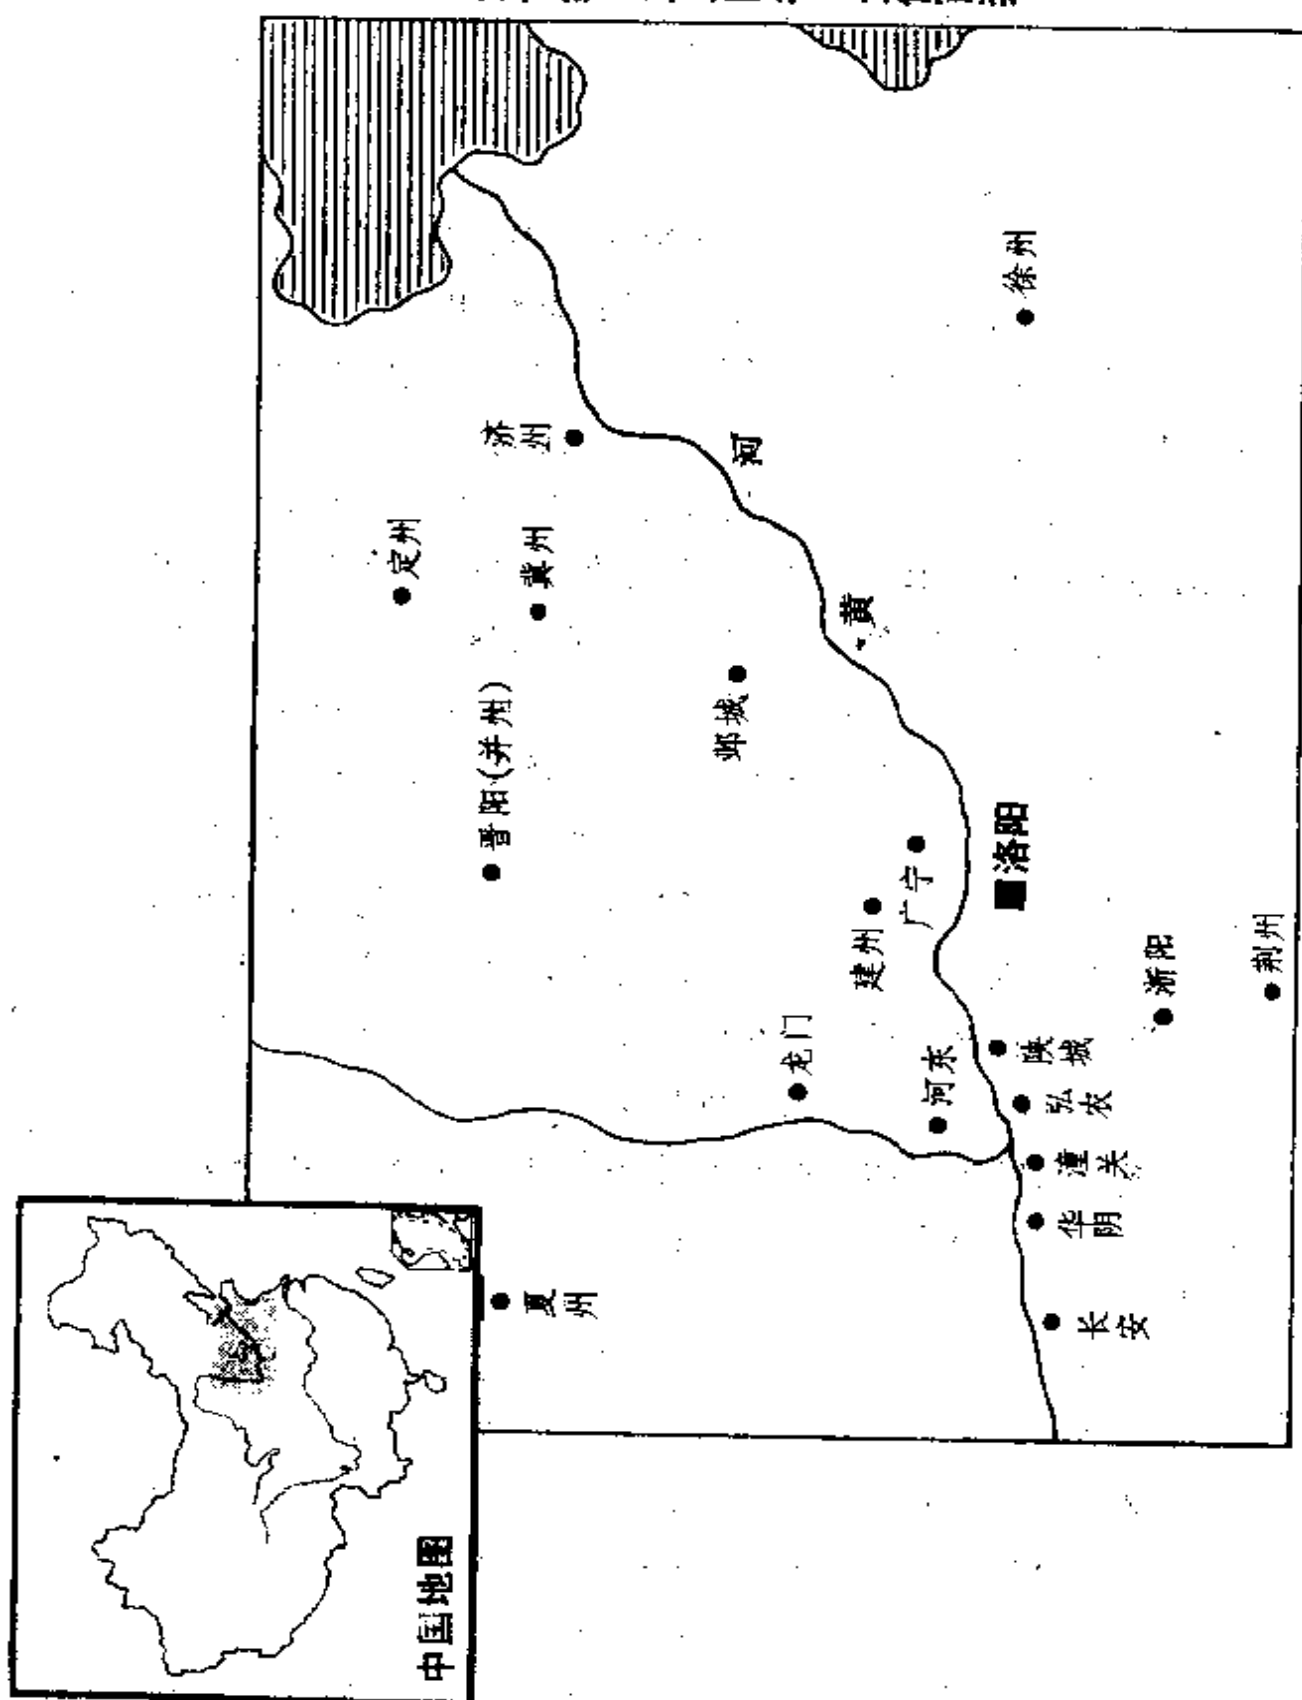 中国地图
夏州
长安
华阴
潼关
弘农
陕城
河东
龙门
建州
广宁
洛阳
淅阳
荆州
晋阳(并州)
邺城
定州
冀州
济州
黄
河
徐州